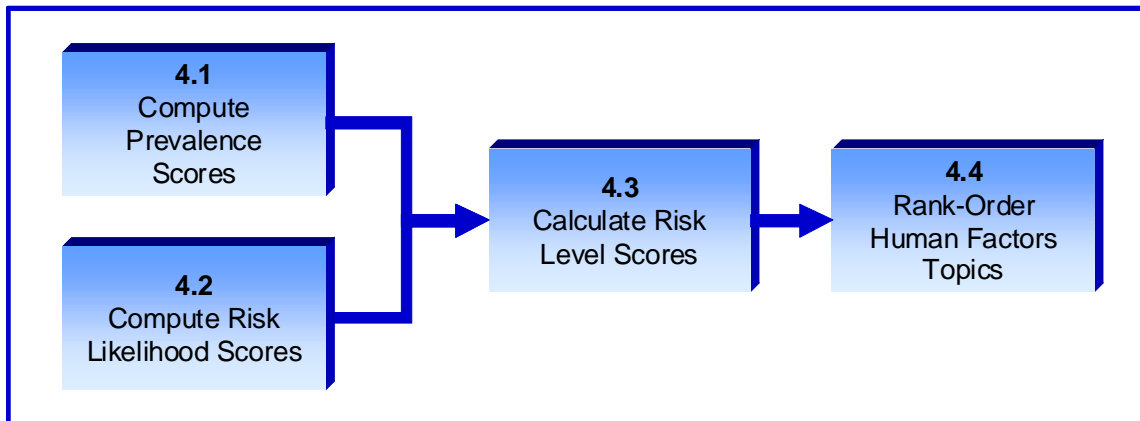 4.1
Compute
Prevalence
Scores
4.2
Compute Risk
Likelihood Scores
4.3
Calculate Risk
Level Scores
4.4
Rank-Order
Human Factors
Topics